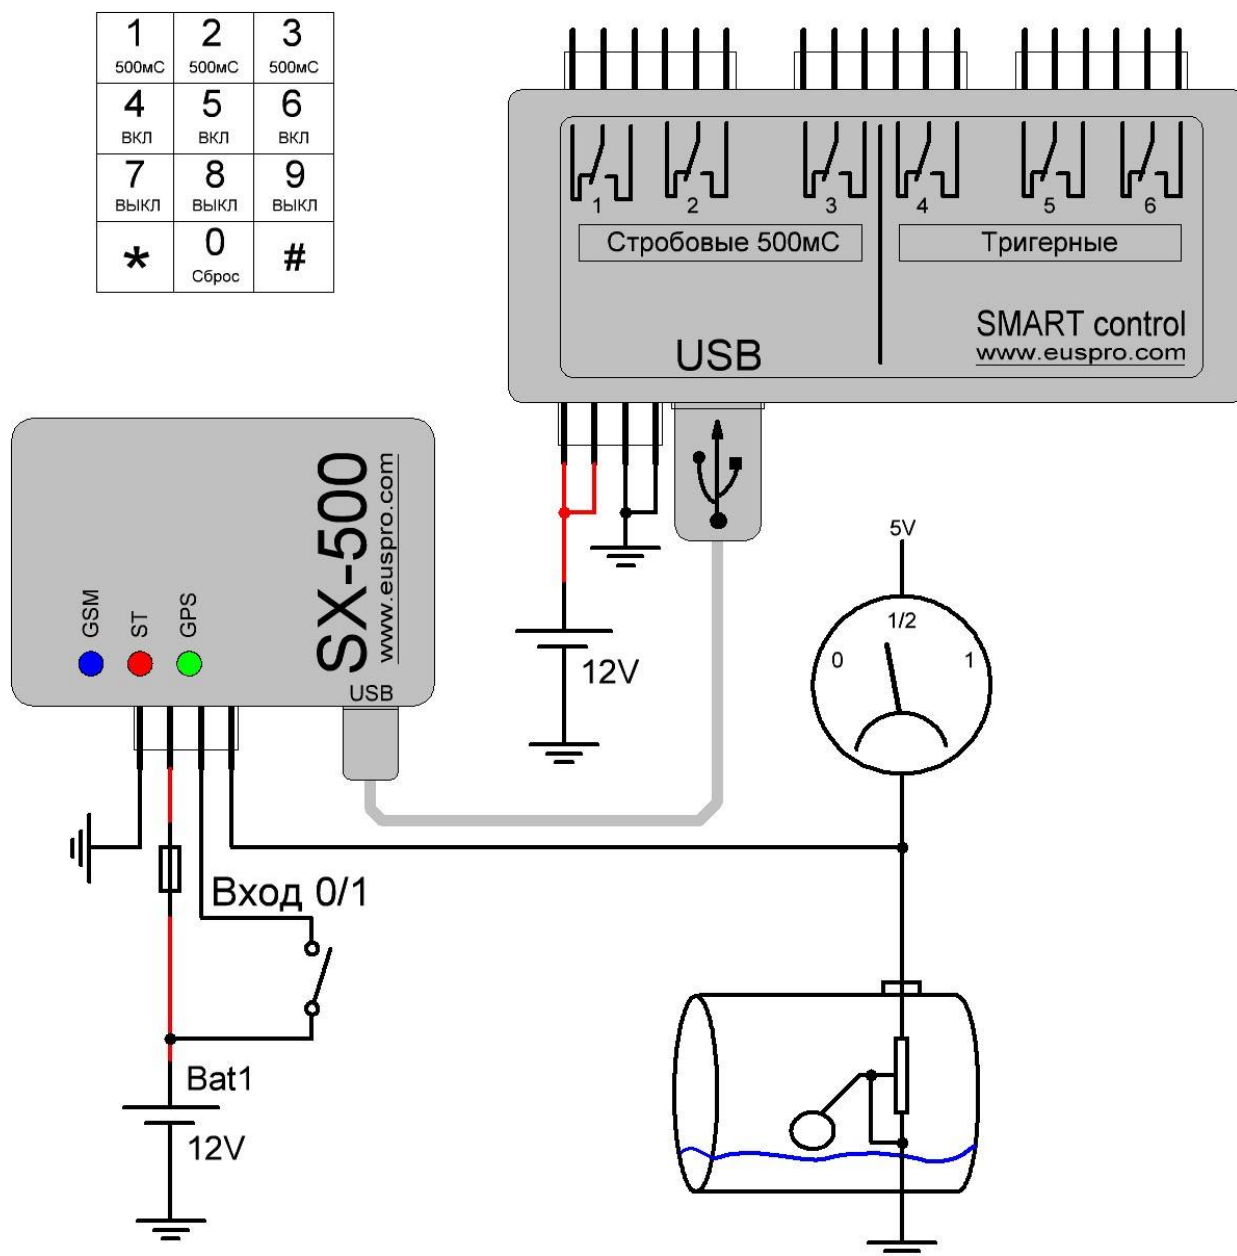 1 2 3
500мС 500мС 500мС
4 5 6
вкл вкл вкл
7 8 9
выкл выкл выкл
* 0 #
Сброс
1 2 3 4 5 6
Стробовые 500мС
Тригерные
SMART control
www.euspro.com
USB
SX-500
www.euspro.com
GSM
ST
GPS
USB
12V
5V
0 1/2 1
Вход 0/1
Bat1
12V